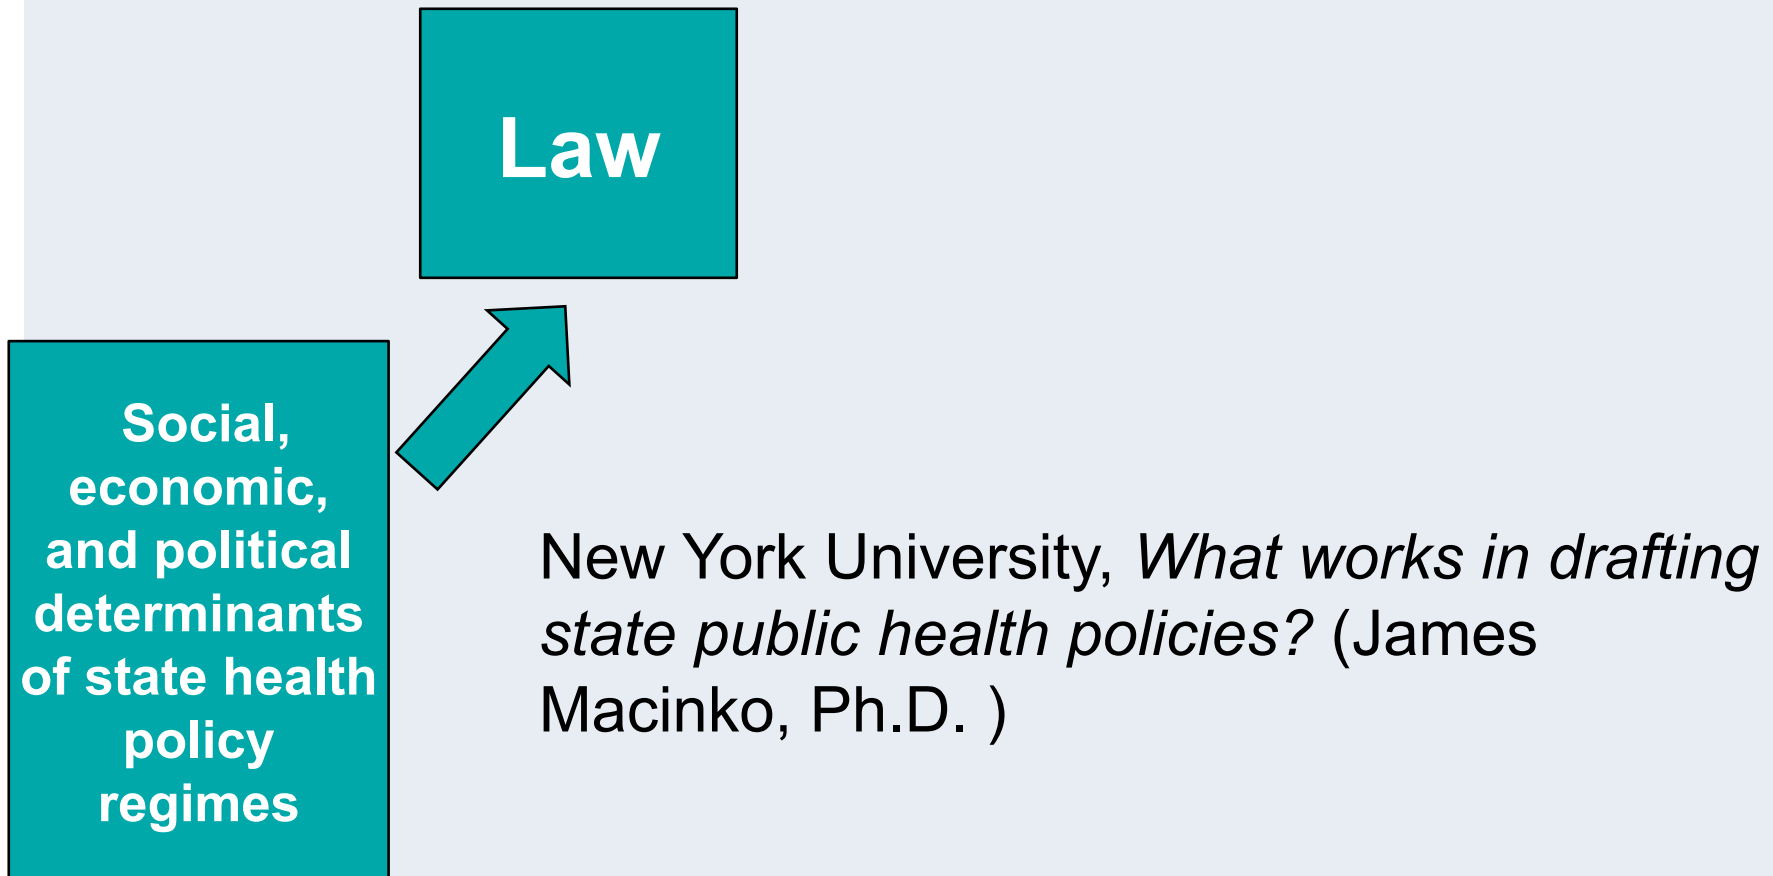 Law
Social,
economic,
and political
determinants
of state health
policy
regimes
New York University, What works in drafting
state public health policies? (James
Macinko, Ph.D. )